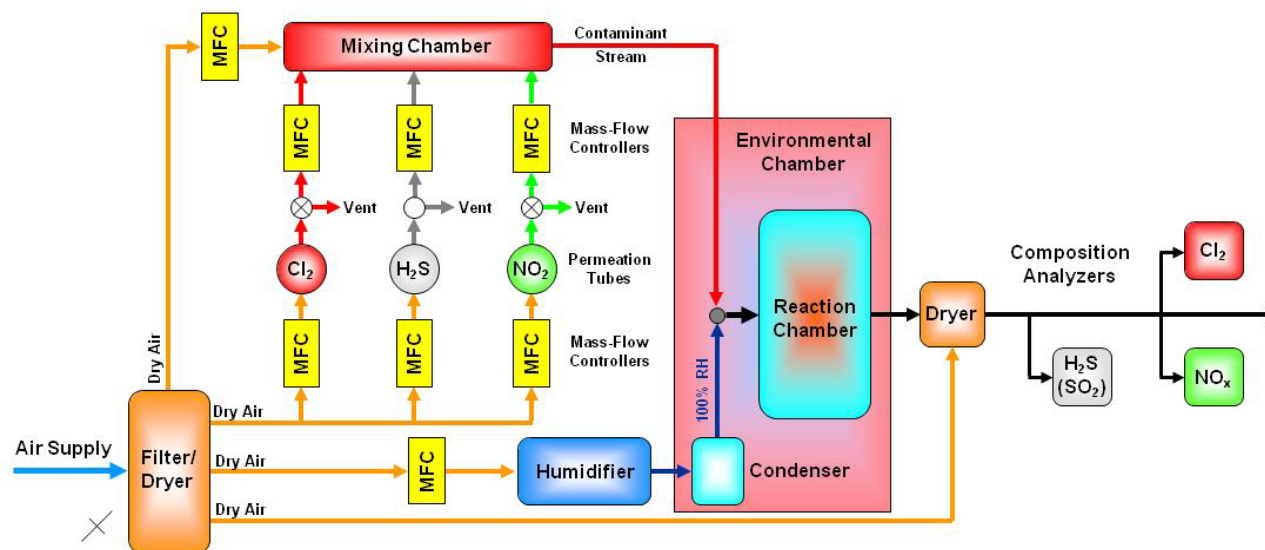 MFC
Mixing Chamber
Contaminant
Stream
MFC
MFC
MFC
Mass-Flow
Controllers
Environmental
Chamber
Vent
Vent
Vent
Cl₂
H₂S
NO₂
Permeation
Tubes
Composition
Analyzers
Cl₂
Reaction
Chamber
Dryer
MFC
MFC
MFC
Mass-Flow
Controllers
Dry Air
H₂S
(SO₂)
NOₓ
100% RH
Dry Air
Air Supply
Filter/
Dryer
Dry Air
MFC
Humidifier
Condenser
Dry Air